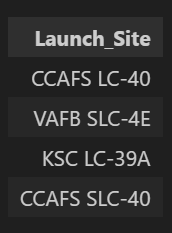 Launch_Site
CCAFS LC-40
VAFB SLC-4E
KSC LC-39A
CCAFS SLC-40